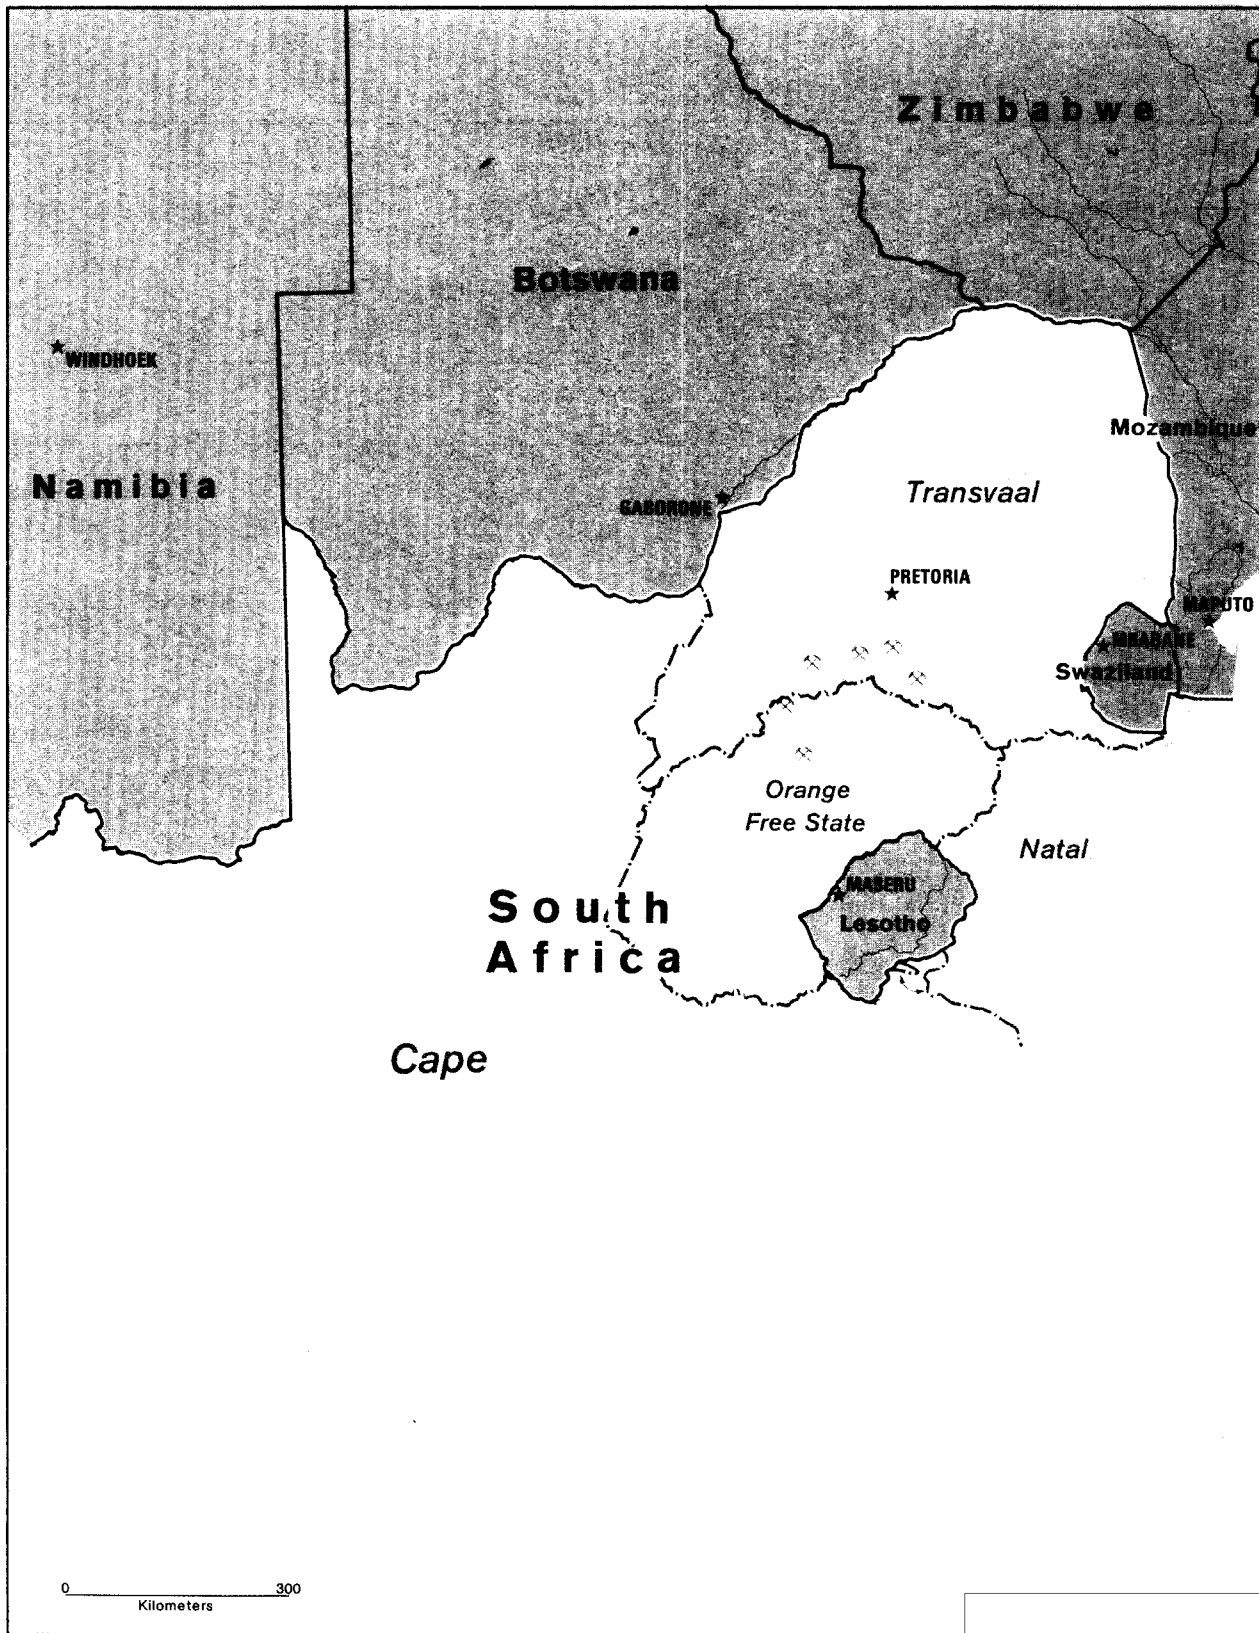 Zimbabwe
Botswana
WINDHOEK
Namibia
Mozambique
GABORONE
Transvaal
PRETORIA
MAPUTO
MBABANE
Swaziland
Orange
Free State
Natal
MASERU
Lesotho
South
Africa
Cape
0 300
Kilometers